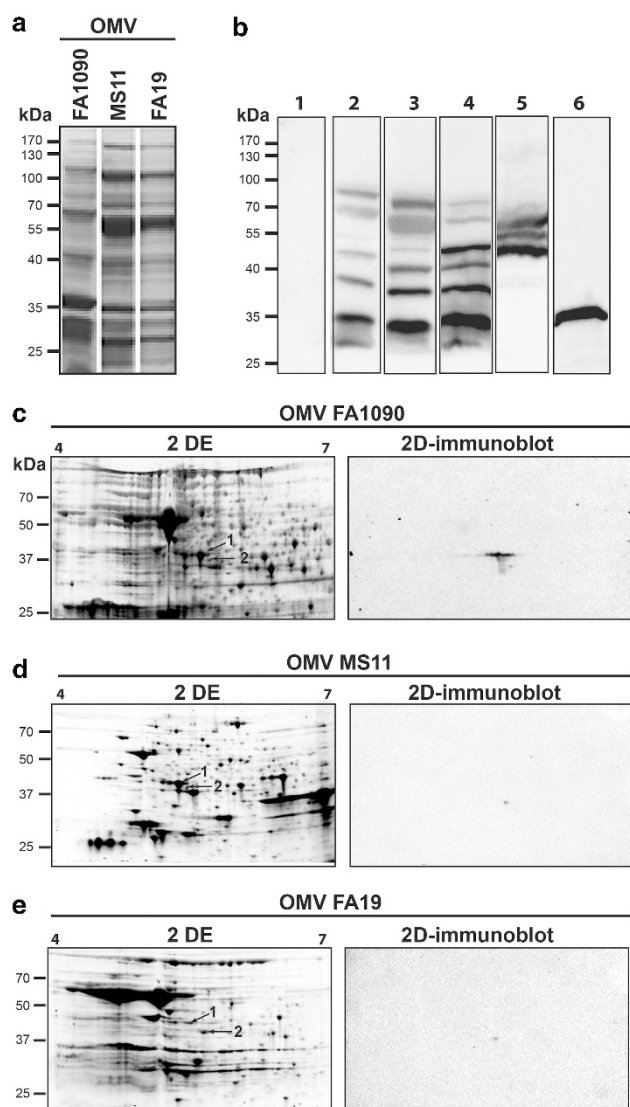 a
OMV
FA1090
MS11
FA19
kDa
170
130
100
70
55
40
35
25
b
1 2 3 4 5 6
kDa
170
130
100
70
55
40
35
25
c
OMV FA1090
4 2 DE 7
2D-immunoblot
kDa
70
50
37
25
1
2
d
OMV MS11
4 2 DE 7
2D-immunoblot
70
50
37
25
1
2
e
OMV FA19
4 2 DE 7
2D-immunoblot
70
50
37
25
1
2